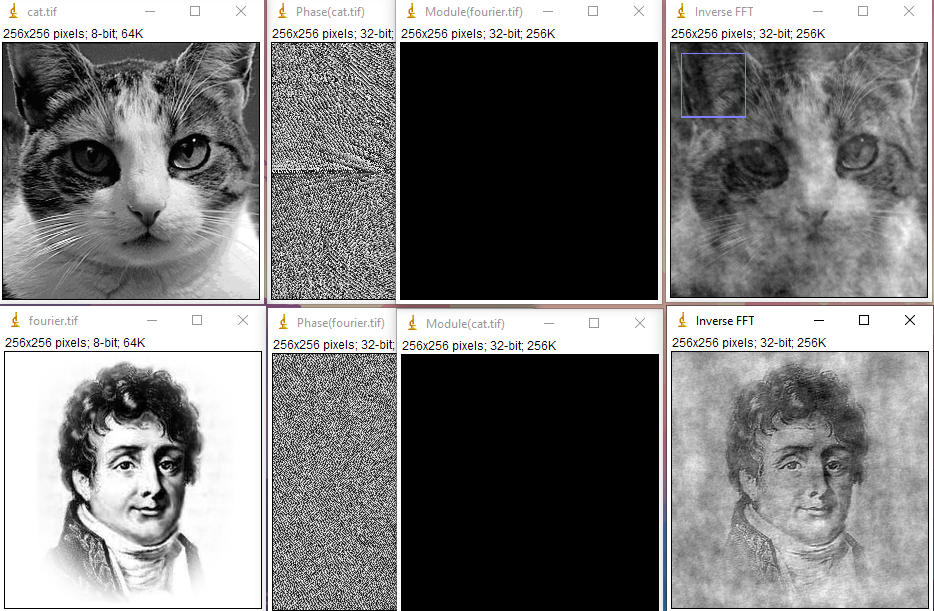 cat.tif
256x256 pixels; 8-bit; 64K
Phase(cat.tif)
256x256 pixels; 32-bit;
Module(fourier.tif)
256x256 pixels; 32-bit; 256K
Inverse FFT
256x256 pixels; 32-bit; 256K
fourier.tif
256x256 pixels; 8-bit; 64K
Phase(fourier.tif)
256x256 pixels; 32-bit;
Module(cat.tif)
256x256 pixels; 32-bit; 256K
Inverse FFT
256x256 pixels; 32-bit; 256K